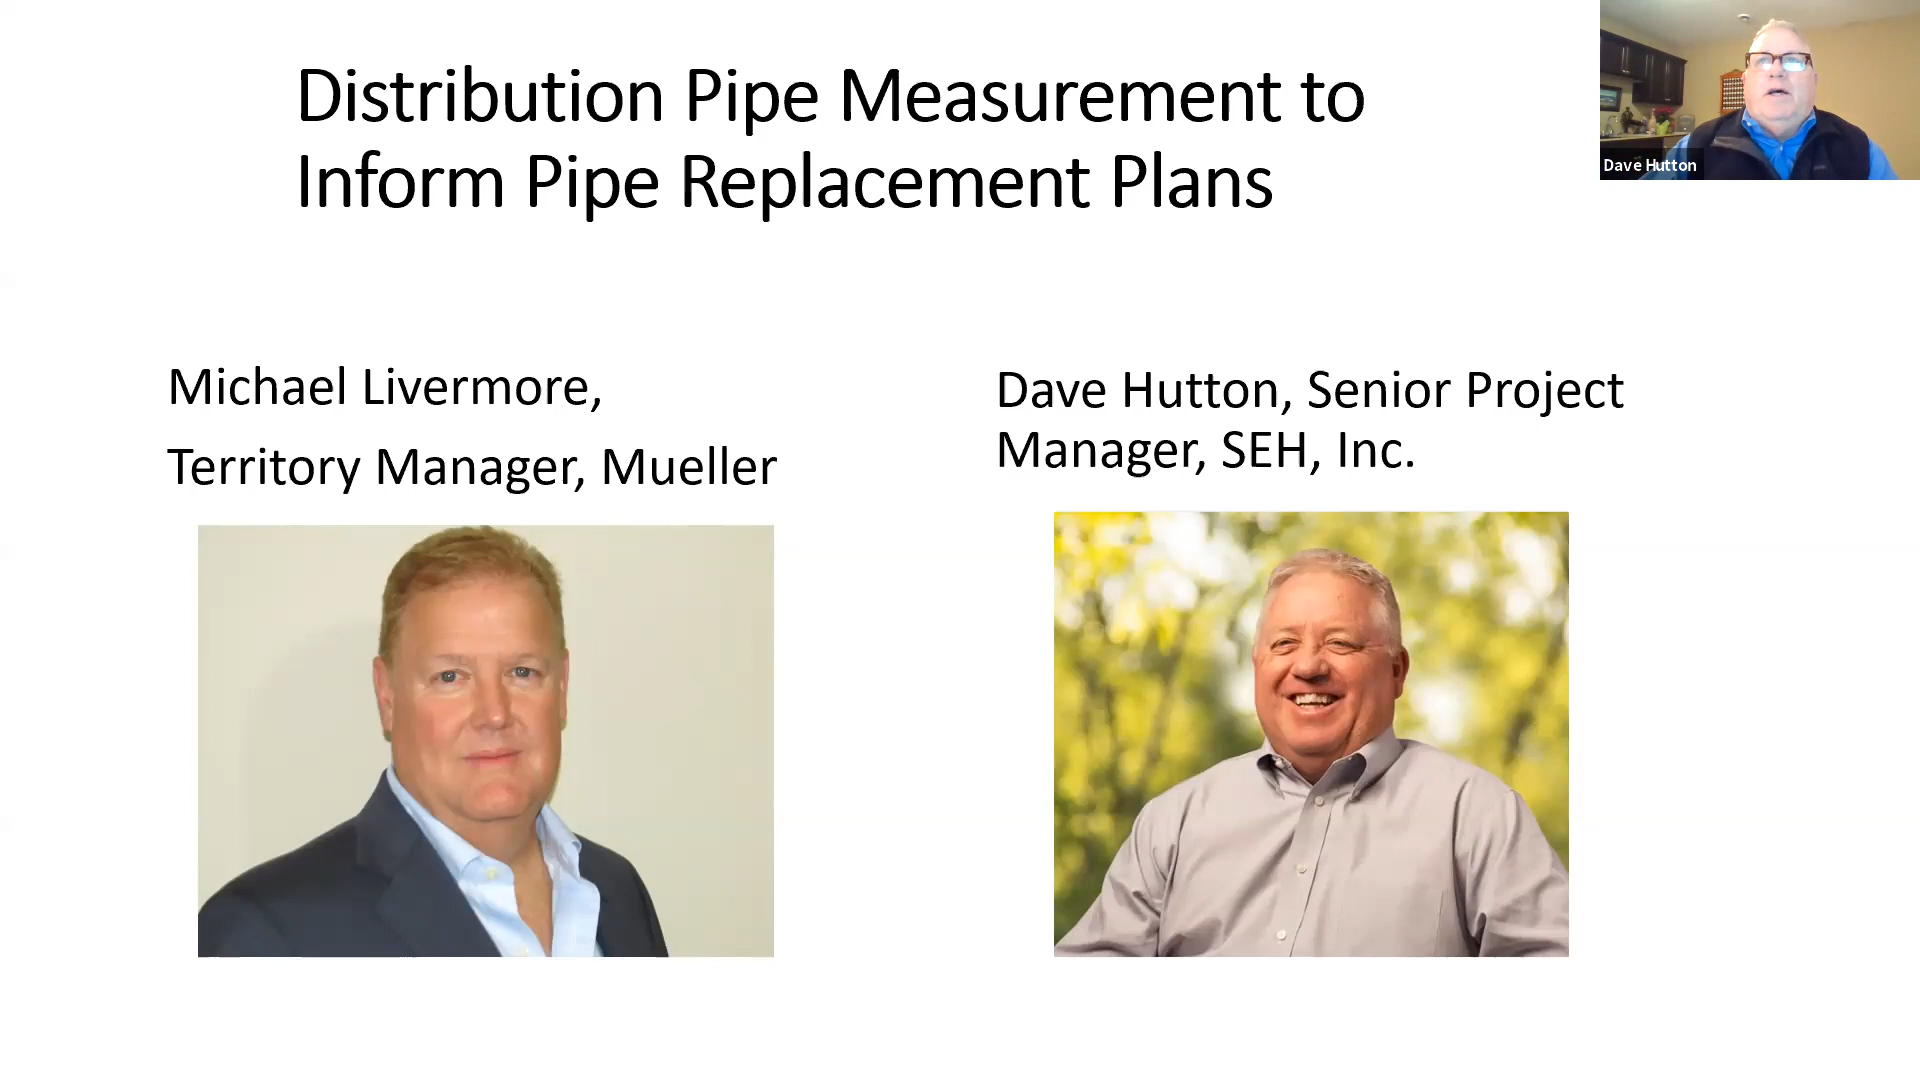 Distribution Pipe Measurement to
Inform Pipe Replacement Plans
Dave Hutton
Michael Livermore,
Territory Manager, Mueller
Dave Hutton, Senior Project
Manager, SEH, Inc.